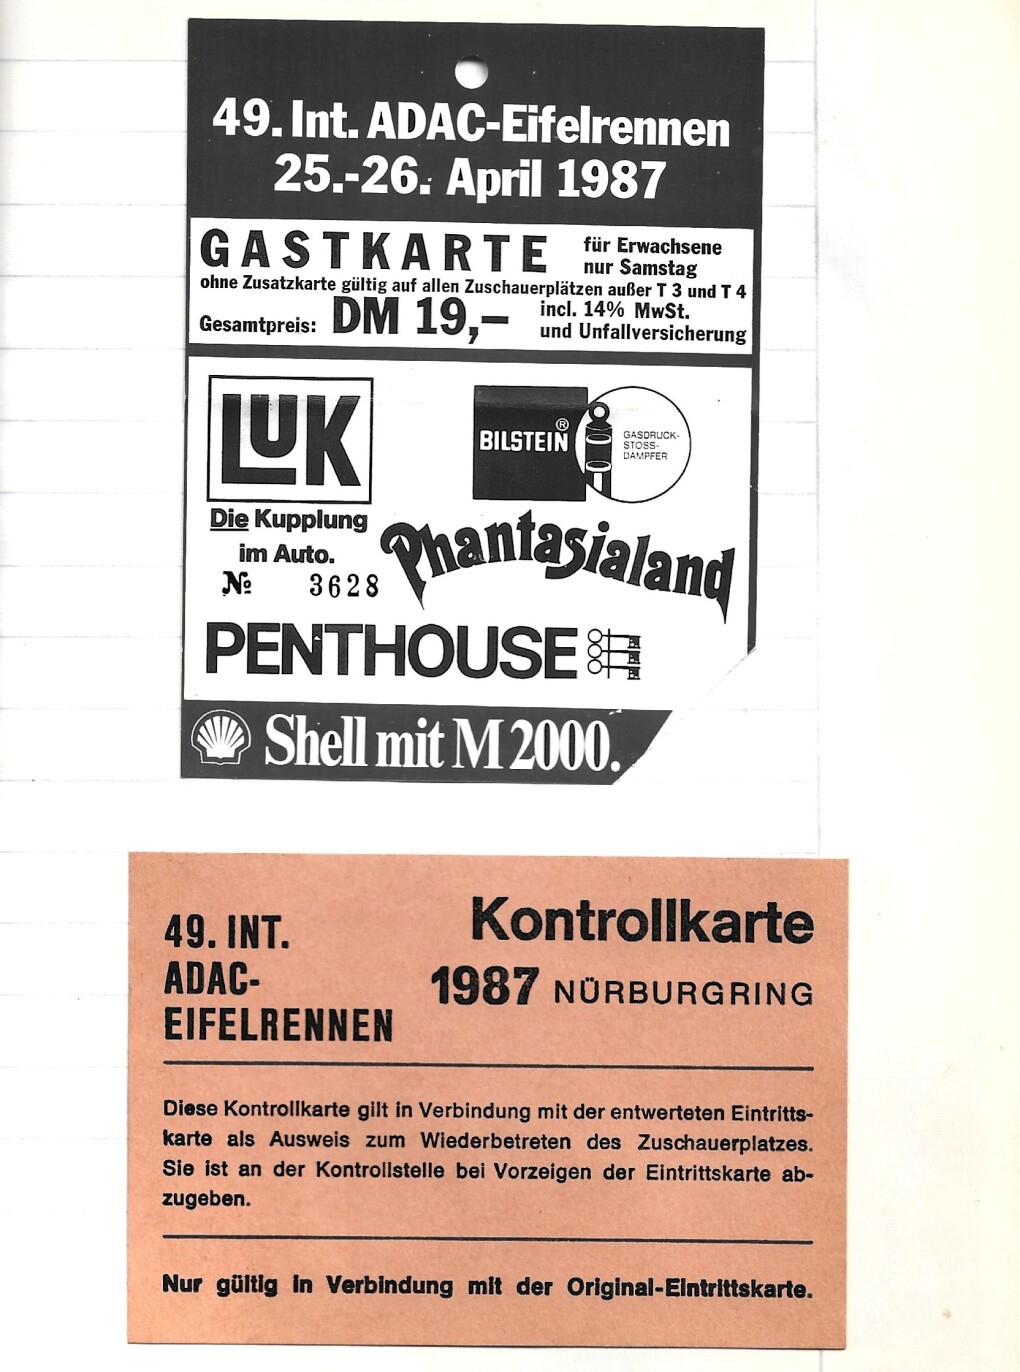 49. Int. ADAC-Eifelrennen
25.-26. April 1987
GASTKARTE
für Erwachsene
nur Samstag
ohne Zusatzkarte gültig auf allen Zuschauerplätzen außer T 3 und T 4
Gesamtpreis: DM 19,–
incl. 14% MwSt.
und Unfallversicherung
LUK
Die Kupplung
im Auto.
№ 3628
BILSTEIN®
GASDRUCK-
STOSS-
DÄMPFER
Phantasialand
PENTHOUSE
Shell mit M 2000.
49. INT.
ADAC-
EIFELRENNEN
Kontrollkarte
1987 NÜRBURGRING
Diese Kontrollkarte gilt in Verbindung mit der entwerteten Eintritts-
karte als Ausweis zum Wiederbetreten des Zuschauerplatzes.
Sie ist an der Kontrollstelle bei Vorzeigen der Eintrittskarte ab-
zugeben.
Nur gültig in Verbindung mit der Original-Eintrittskarte.